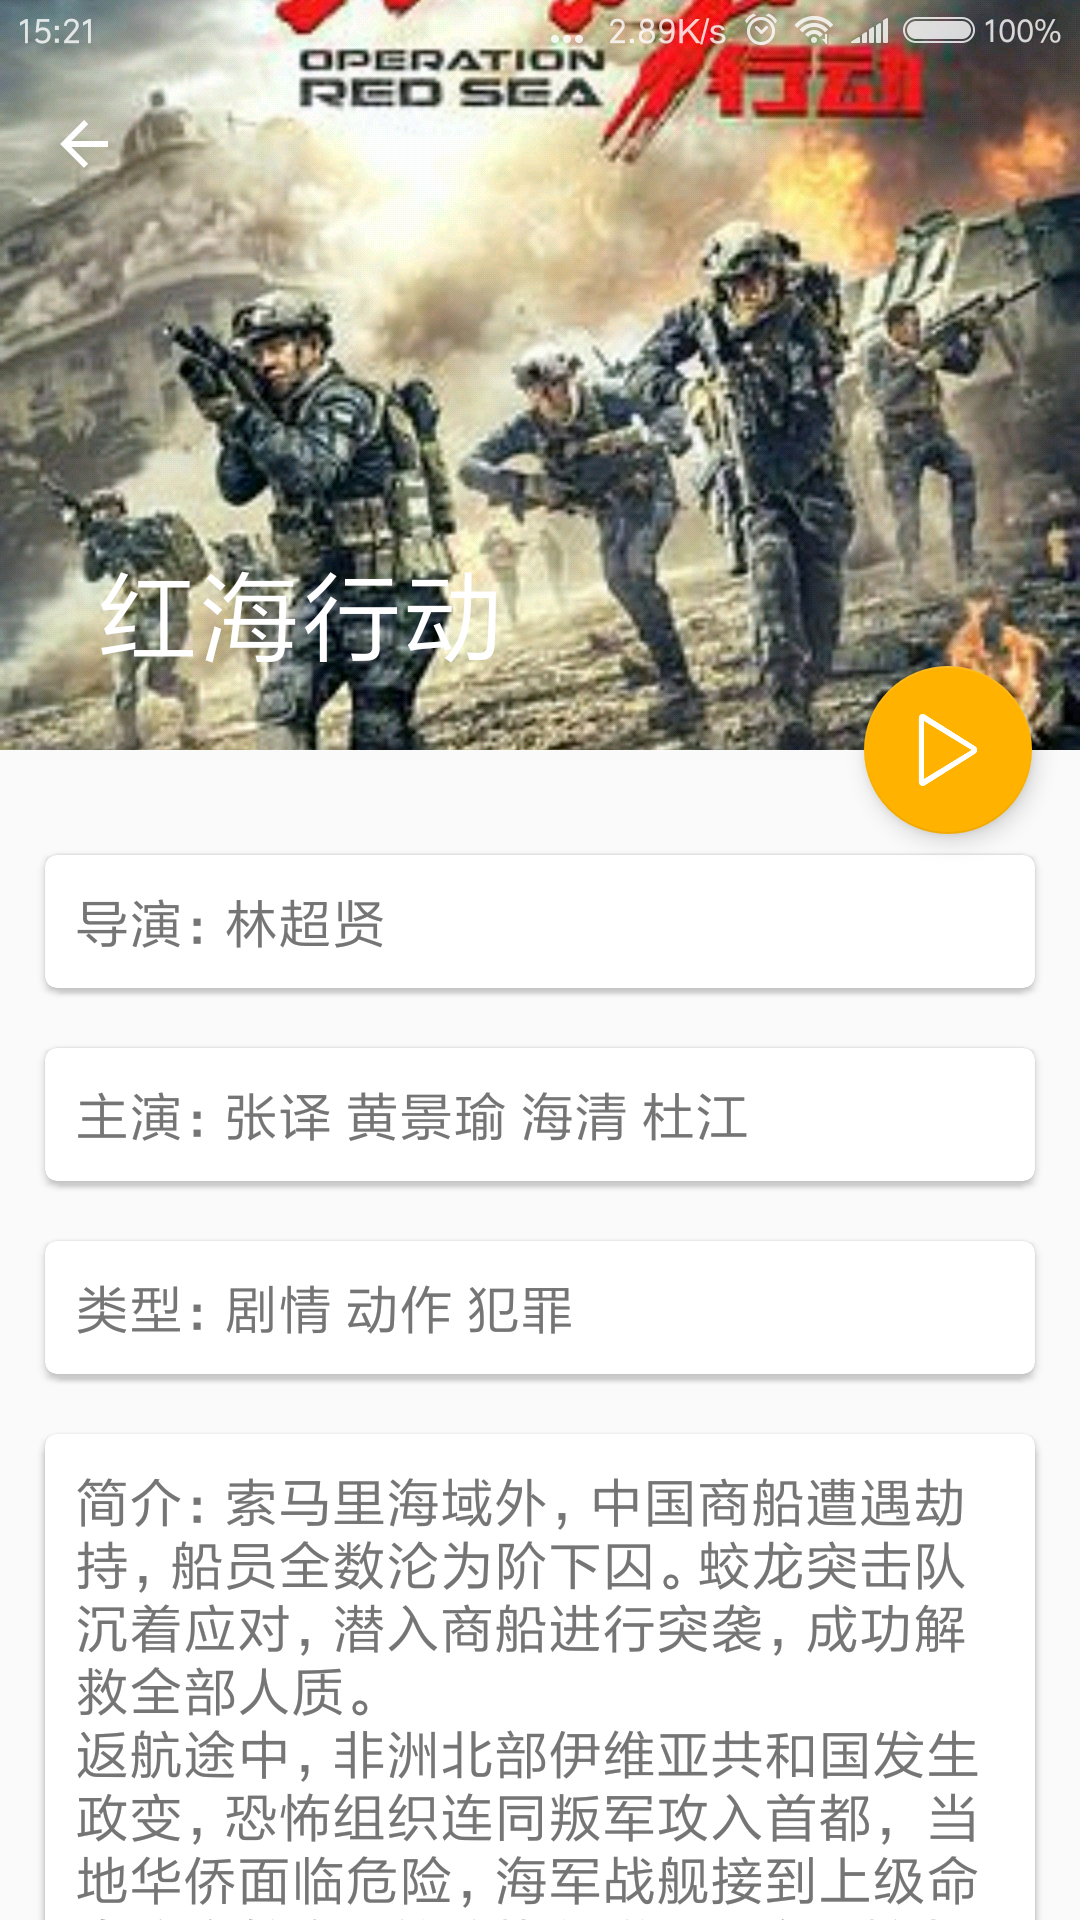 15:21
2.89K/s
100%
OPERATION
RED SEA
行动
红海行动
导演：林超贤
主演：张译 黄景瑜 海清 杜江
类型：剧情 动作 犯罪
简介：索马里海域外，中国商船遭遇劫
持，船员全数沦为阶下囚。蛟龙突击队
沉着应对，潜入商船进行突袭，成功解
救全部人质。
返航途中，非洲北部伊维亚共和国发生
政变，恐怖组织连同叛军攻入首都，当
地华侨面临危险，海军战舰接到上级命